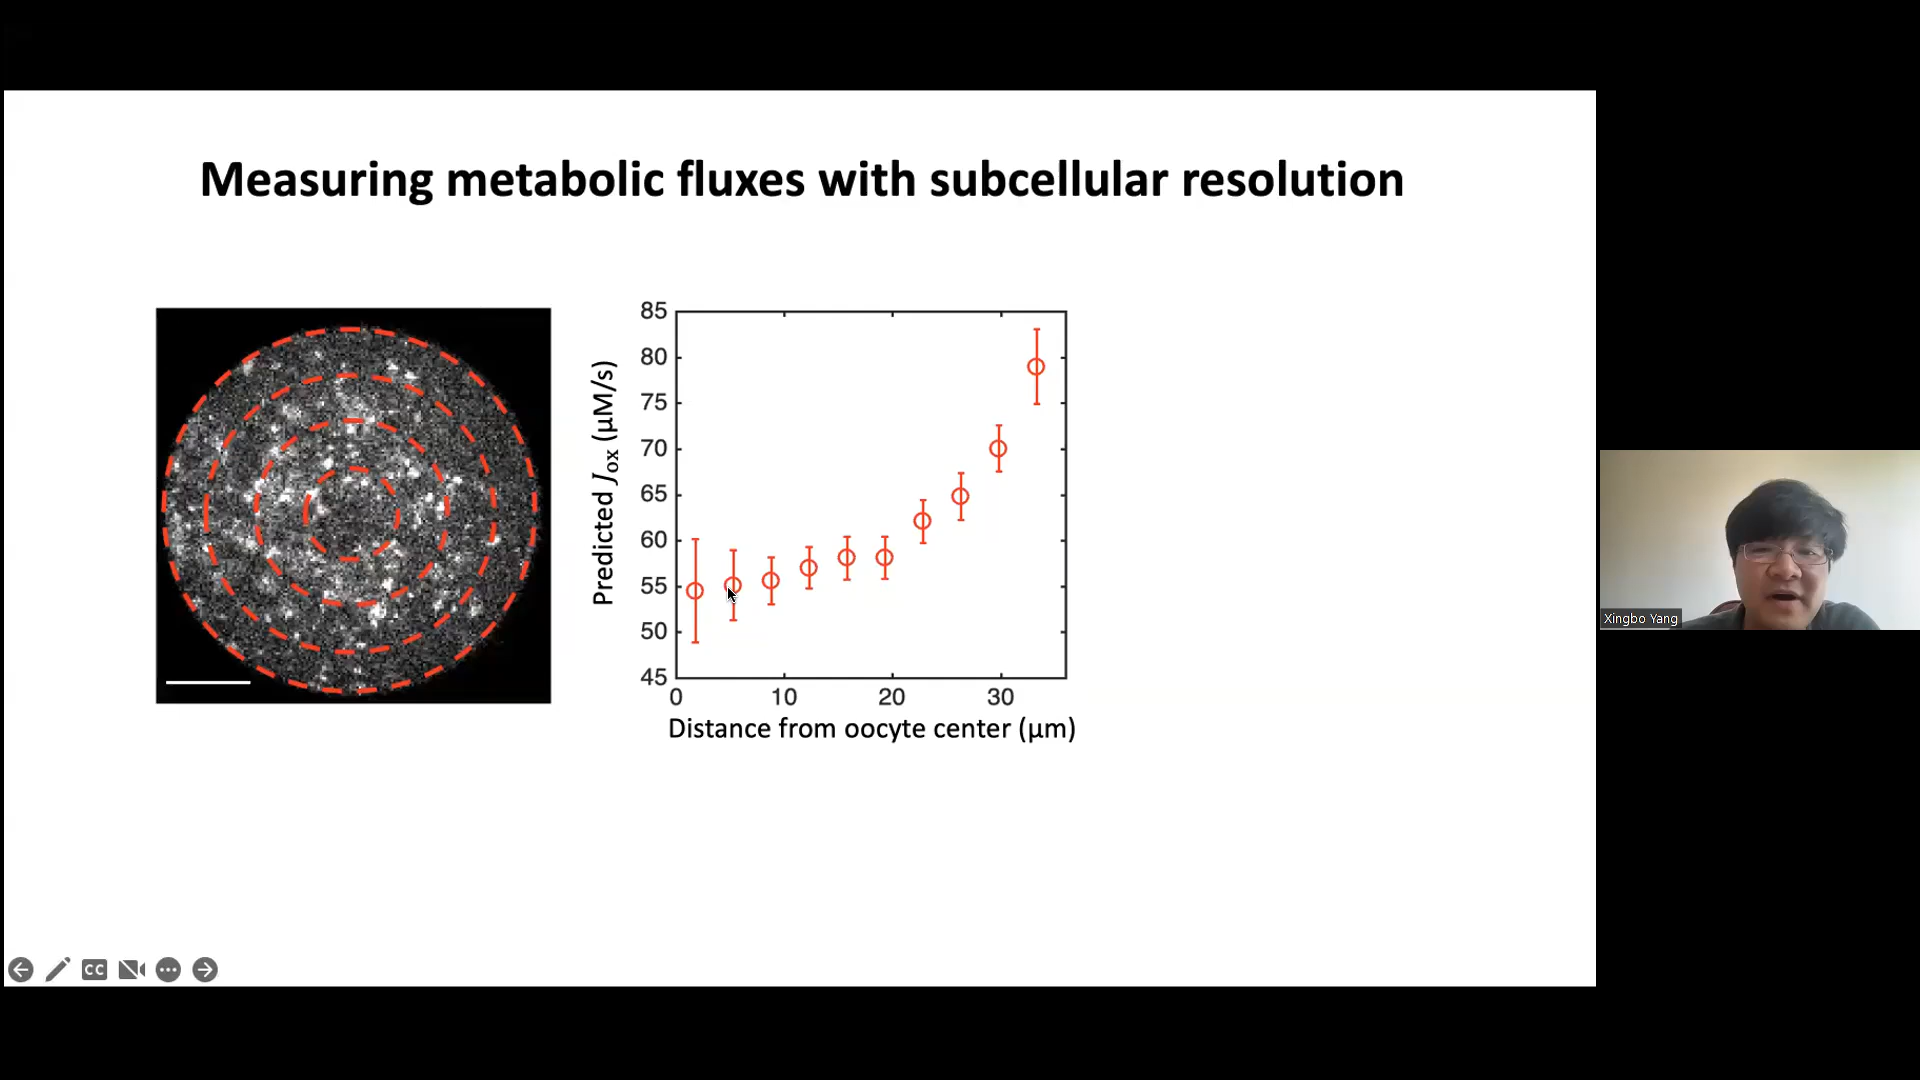 Measuring metabolic fluxes with subcellular resolution
85
80
75
70
65
60
55
50
45
Predicted Jox (μM/s)
0 10 20 30
Distance from oocyte center (μm)
Xingbo Yang
CC